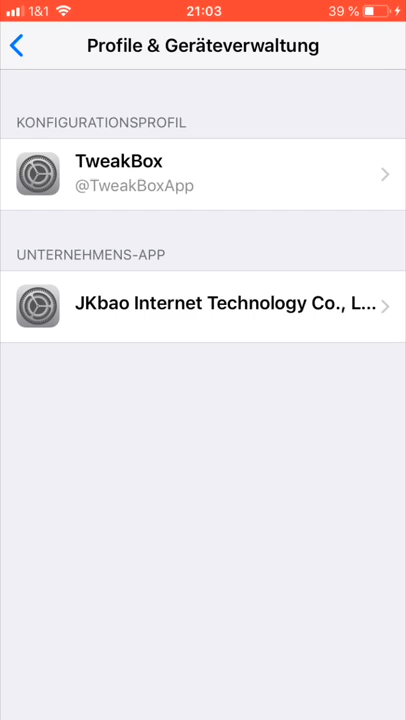 1&1 21:03 39 %
Profile & Geräteverwaltung
KONFIGURATIONSPROFIL
TweakBox
@TweakBoxApp
UNTERNEHMENS-APP
JKbao Internet Technology Co., L...